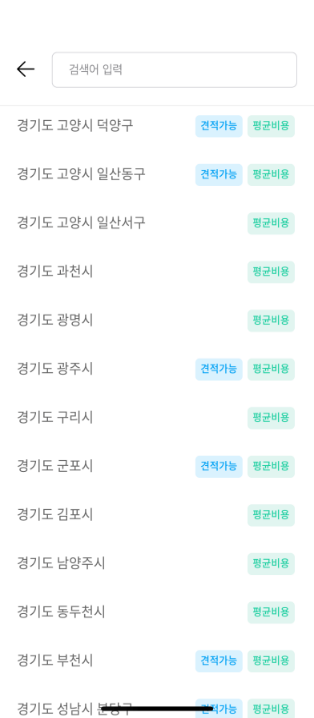 검색어 입력
경기도 고양시 덕양구 견적가능 평균비용
경기도 고양시 일산동구 견적가능 평균비용
경기도 고양시 일산서구 평균비용
경기도 과천시 평균비용
경기도 광명시 평균비용
경기도 광주시 견적가능 평균비용
경기도 구리시 평균비용
경기도 군포시 견적가능 평균비용
경기도 김포시 평균비용
경기도 남양주시 평균비용
경기도 동두천시 평균비용
경기도 부천시 견적가능 평균비용
경기도 성남시 분당구 견적가능 평균비용